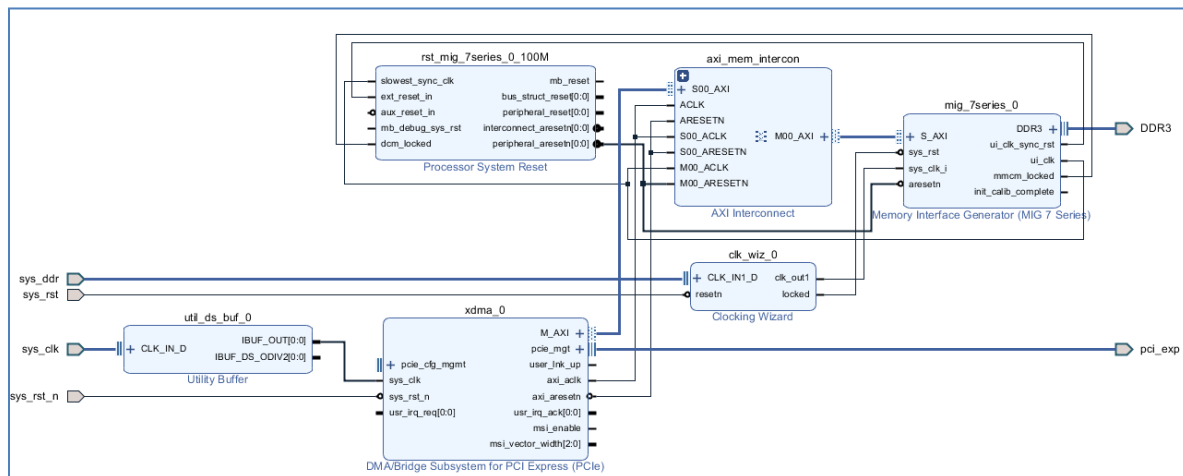 rst_mig_7series_0_100M
slowest_sync_clk
ext_reset_in
aux_reset_in
mb_debug_sys_rst
dcm_locked
mb_reset
bus_struct_reset[0:0]
peripheral_reset[0:0]
interconnect_aresetn[0:0]
peripheral_aresetn[0:0]
Processor System Reset
axi_mem_intercon
S00_AXI
ACLK
ARESETN
S00_ACLK
S00_ARESETN
M00_ACLK
M00_ARESETN
M00_AXI
AXI Interconnect
mig_7series_0
S_AXI
sys_rst
sys_clk_i
aresetn
DDR3
ui_clk_sync_rst
ui_clk
mmcm_locked
init_calib_complete
Memory Interface Generator (MIG 7 Series)
DDR3
sys_ddr
sys_rst
clk_wiz_0
CLK_IN1_D
resetn
clk_out1
locked
Clocking Wizard
sys_clk
sys_rst_n
util_ds_buf_0
CLK_IN_D
IBUF_OUT[0:0]
IBUF_DS_ODIV2[0:0]
Utility Buffer
xdma_0
pcie_cfg_mgmt
sys_clk
sys_rst_n
usr_irq_req[0:0]
M_AXI
pcie_mgt
user_lnk_up
axi_aclk
axi_aresetn
usr_irq_ack[0:0]
msi_enable
msi_vector_width[2:0]
DMA/Bridge Subsystem for PCI Express (PCIe)
pci_exp